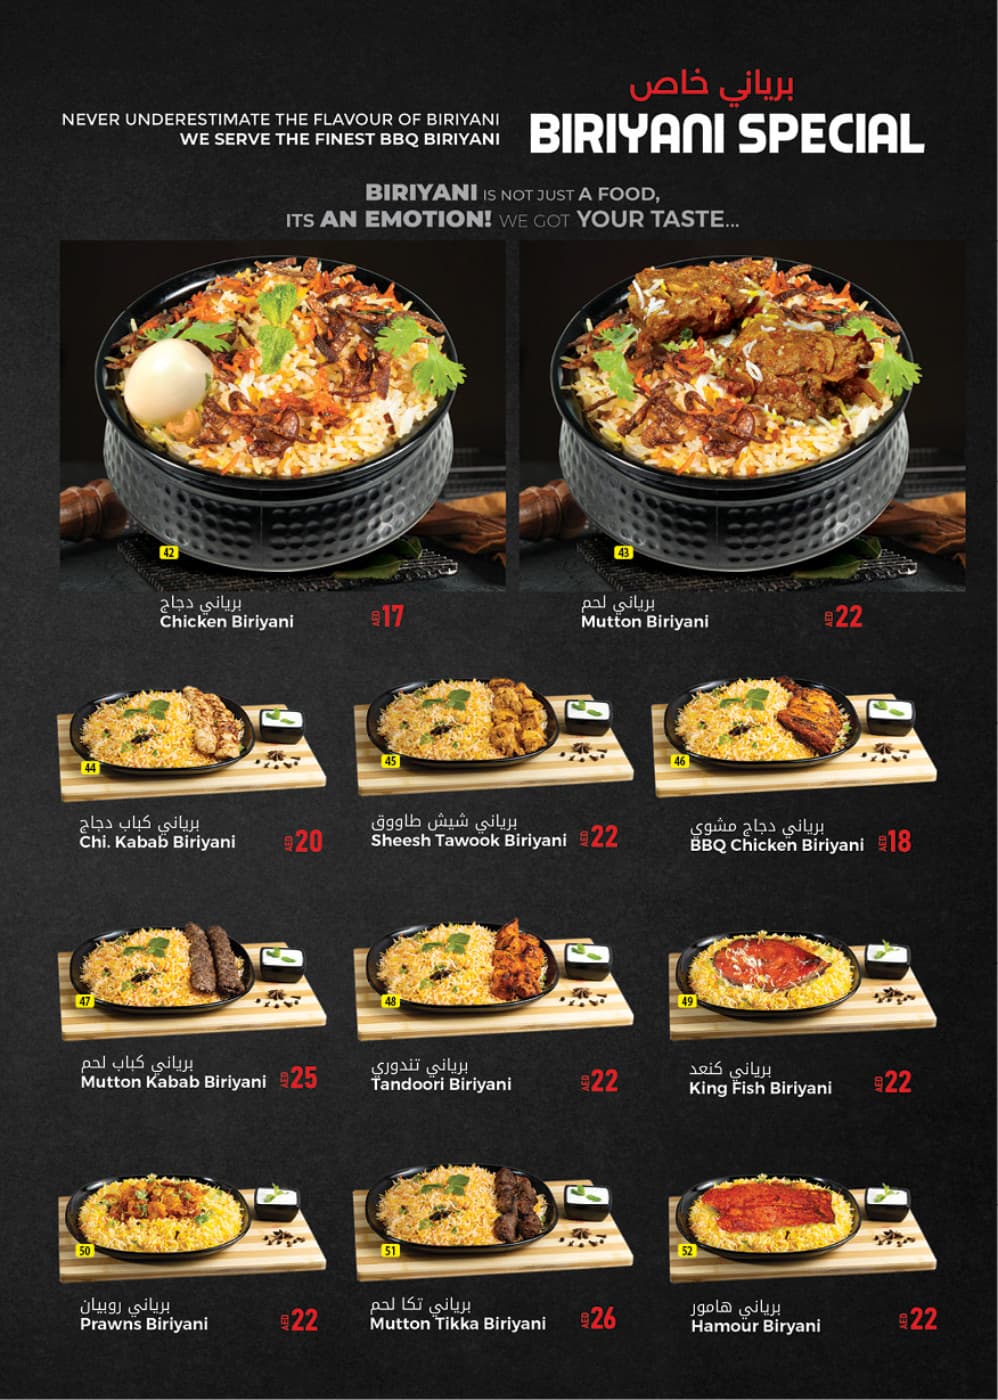 برياني خاص
NEVER UNDERESTIMATE THE FLAVOUR OF BIRIYANI
WE SERVE THE FINEST BBQ BIRIYANI
BIRIYANI SPECIAL
BIRIYANI IS NOT JUST A FOOD,
ITS AN EMOTION! WE GOT YOUR TASTE...
42
برياني دجاج
Chicken Biriyani
AED 17
43
برياني لحم
Mutton Biriyani
AED 22
44
برياني كباب دجاج
Chi. Kabab Biriyani
AED 20
45
برياني شيش طاووق
Sheesh Tawook Biriyani
AED 22
46
برياني دجاج مشوي
BBQ Chicken Biriyani
AED 18
47
برياني كباب لحم
Mutton Kabab Biriyani
AED 25
48
برياني تندوري
Tandoori Biriyani
AED 22
49
برياني كنعد
King Fish Biriyani
AED 22
50
برياني روبيان
Prawns Biriyani
AED 22
51
برياني تكا لحم
Mutton Tikka Biriyani
AED 26
52
برياني هامور
Hamour Biryani
AED 22